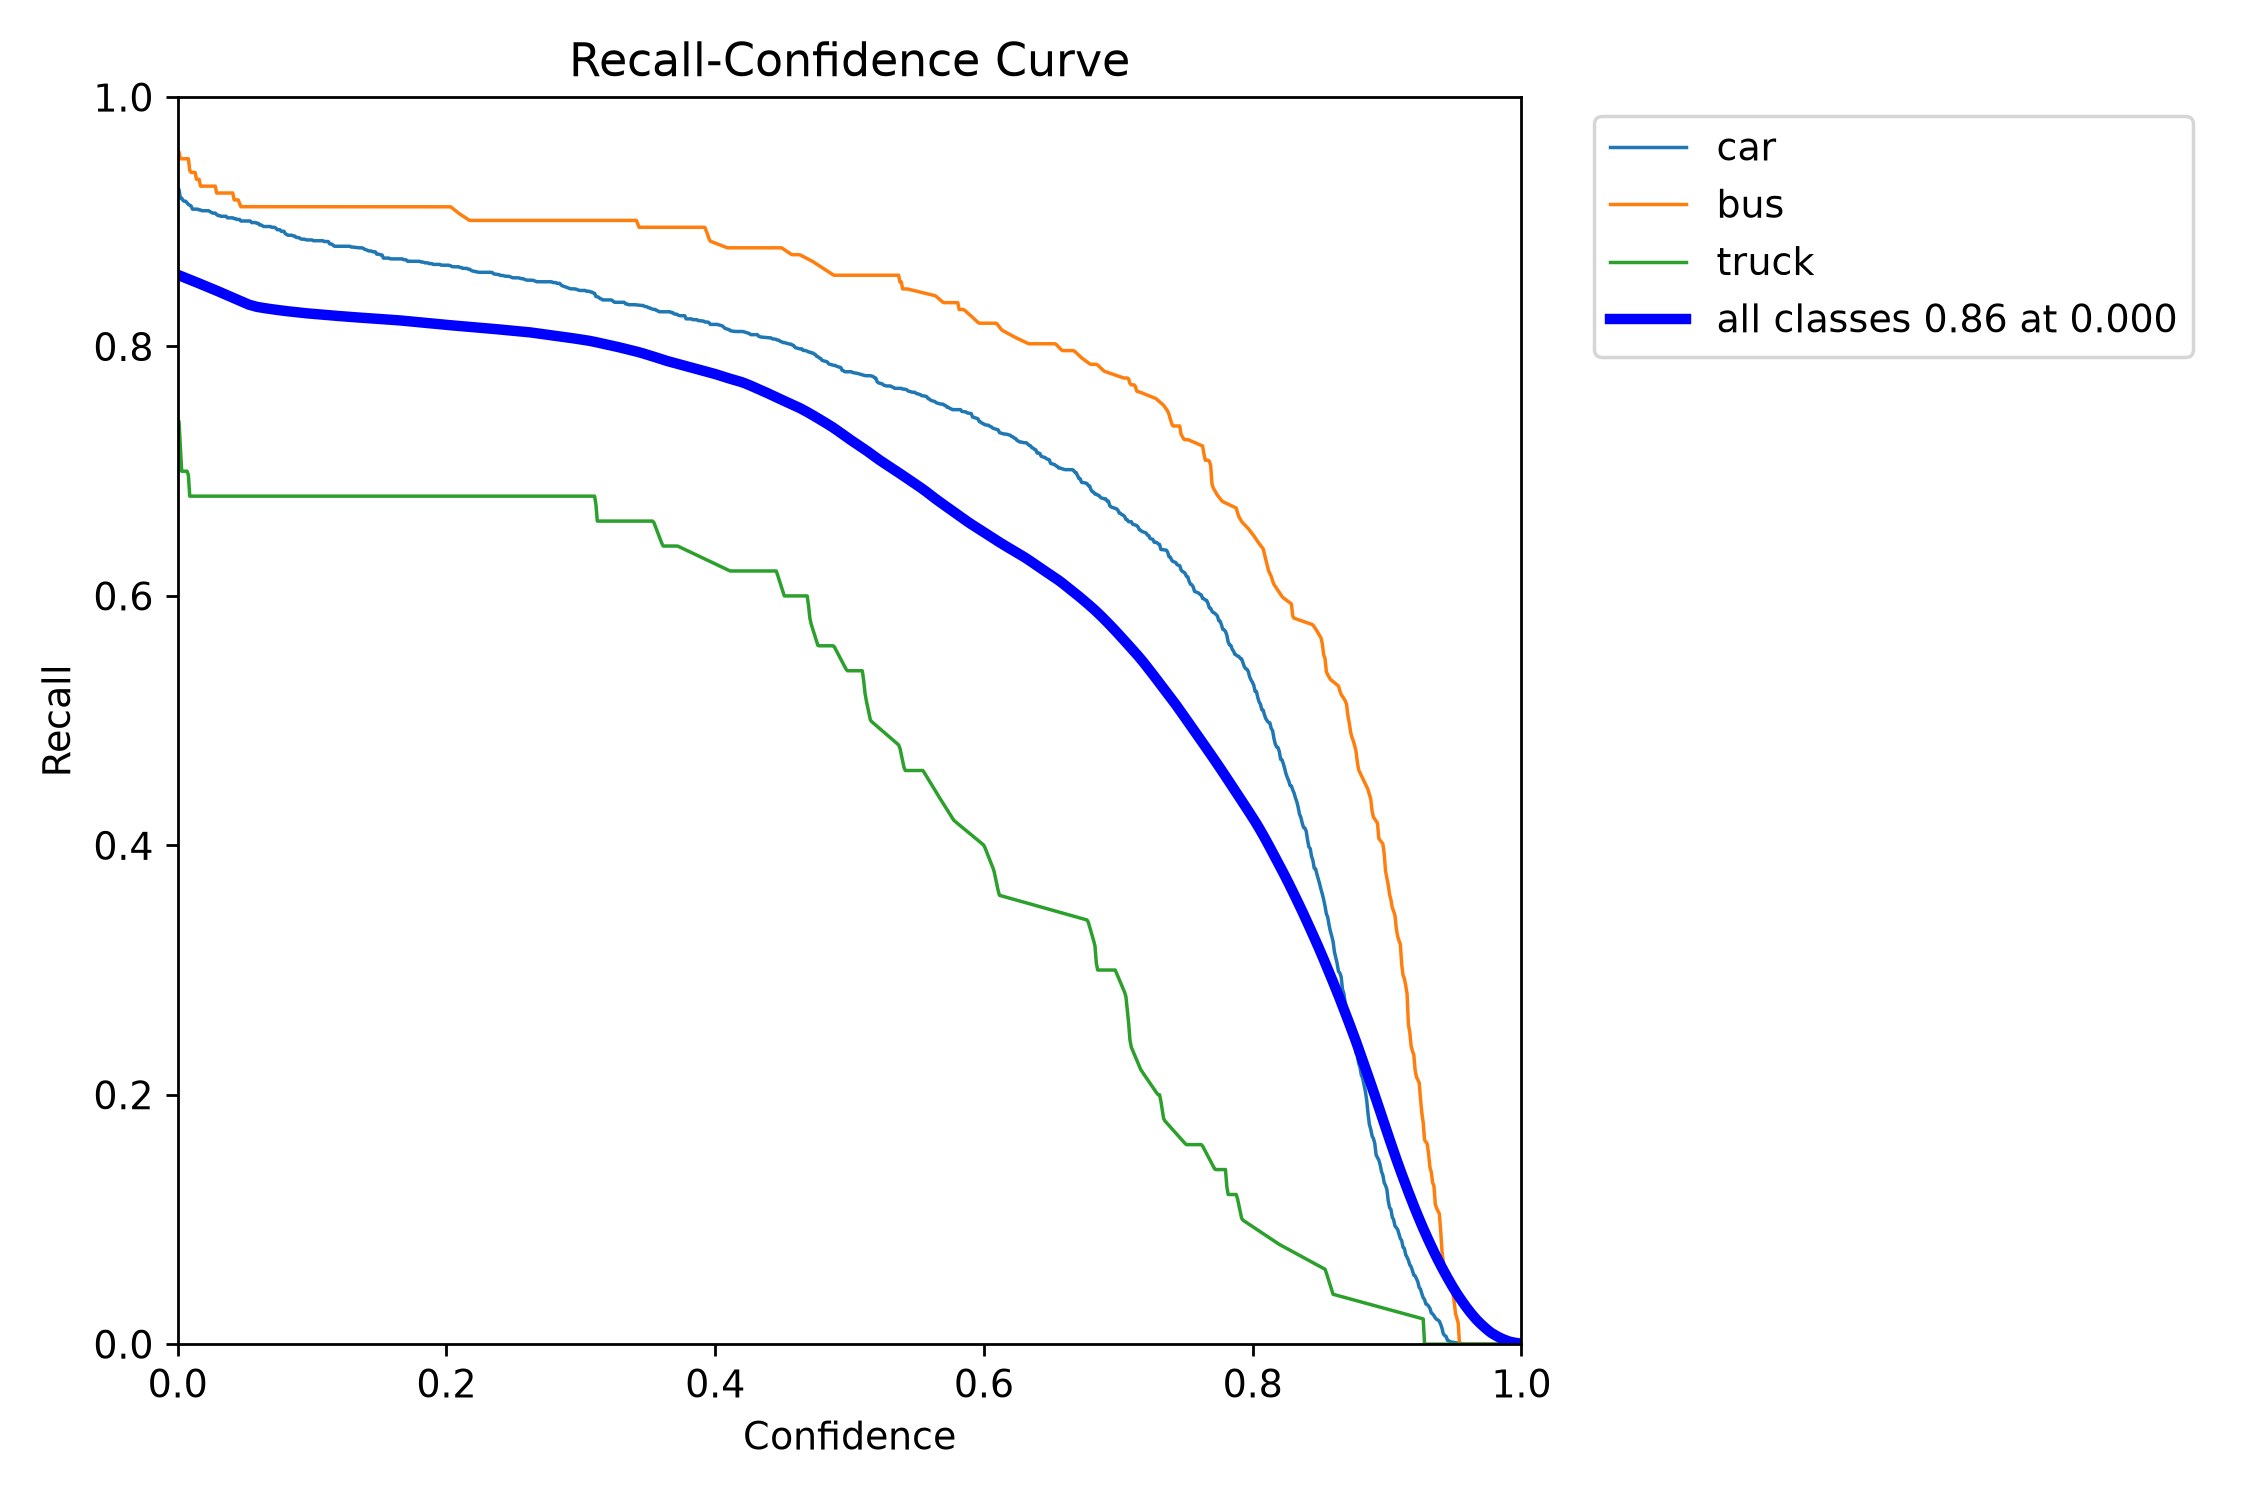 Recall-Confidence Curve
1.0
0.8
0.6
0.4
0.2
0.0
Recall
0.0 0.2 0.4 0.6 0.8 1.0
Confidence
car
bus
truck
all classes 0.86 at 0.000